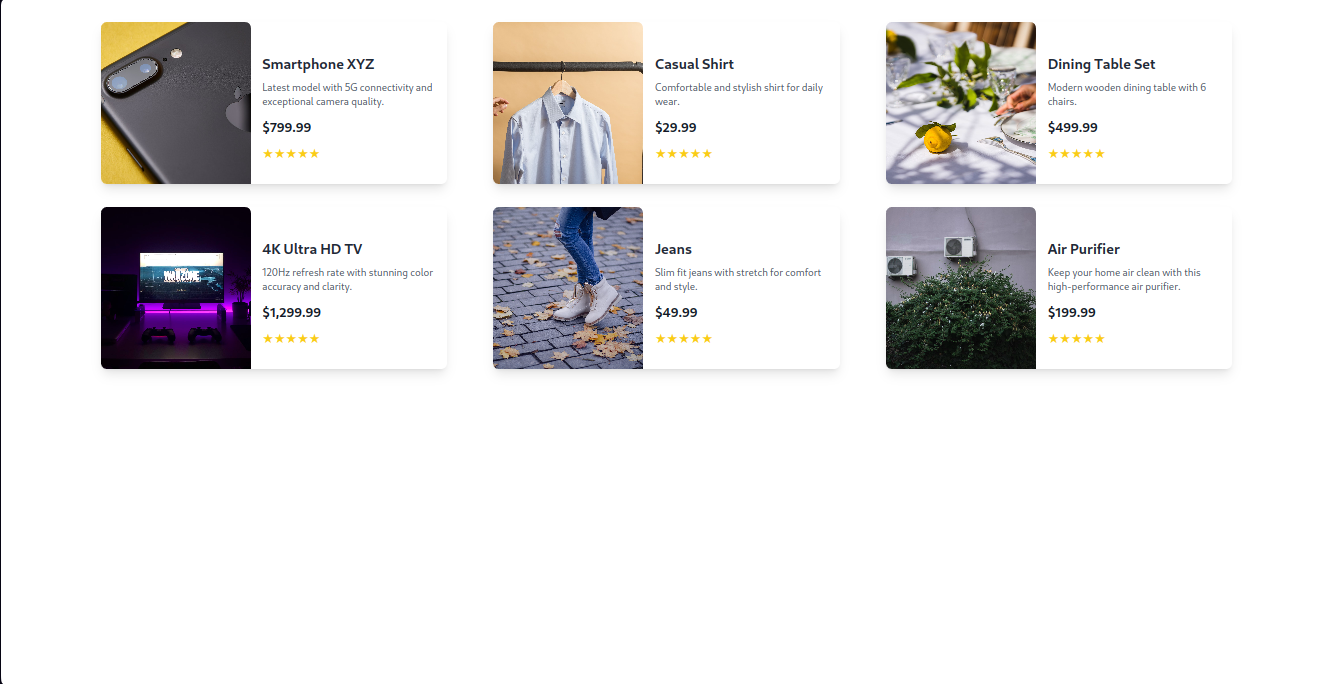 Smartphone XYZ
Latest model with 5G connectivity and
exceptional camera quality.
$799.99
★★★★★
Casual Shirt
Comfortable and stylish shirt for daily
wear.
$29.99
★★★★★
Dining Table Set
Modern wooden dining table with 6
chairs.
$499.99
★★★★★
WARZONE
4K Ultra HD TV
120Hz refresh rate with stunning color
accuracy and clarity.
$1,299.99
★★★★★
Jeans
Slim fit jeans with stretch for comfort
and style.
$49.99
★★★★★
Air Purifier
Keep your home air clean with this
high-performance air purifier.
$199.99
★★★★★